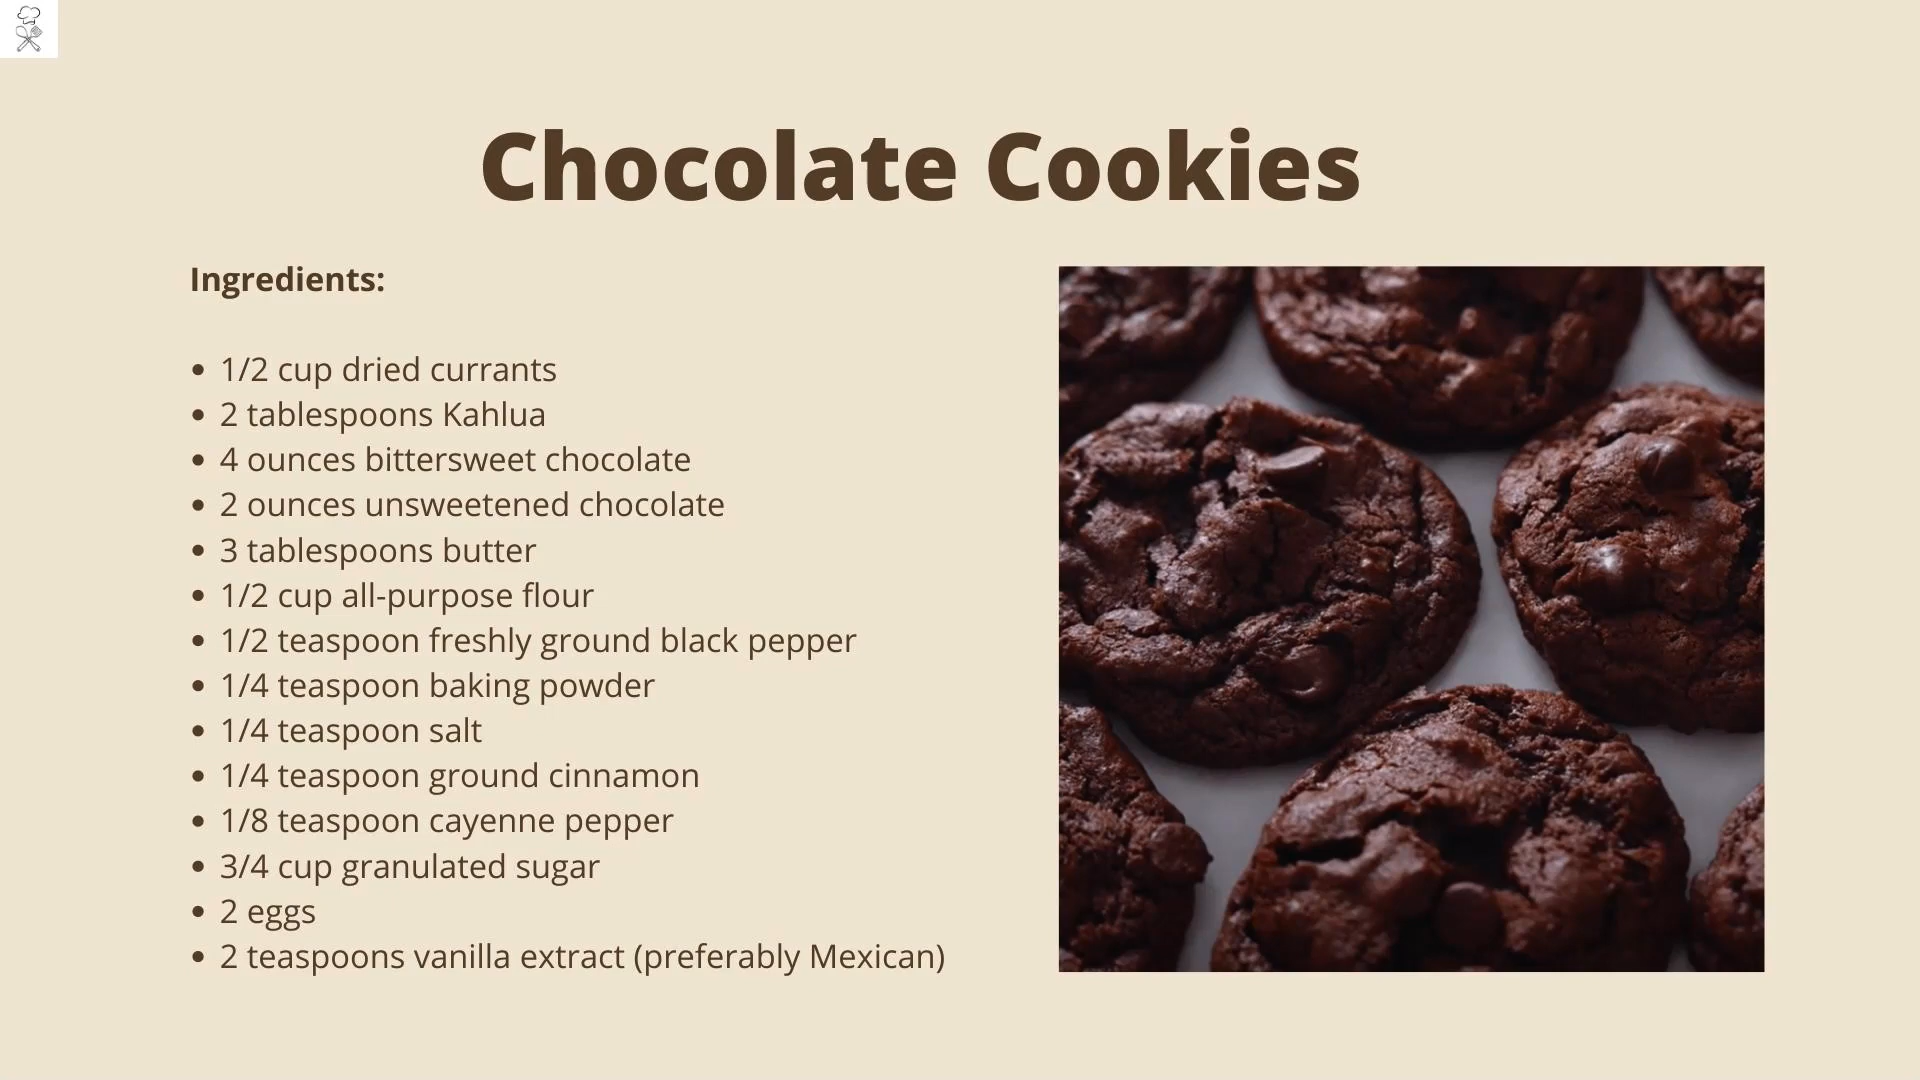 Chocolate Cookies
Ingredients:
• 1/2 cup dried currants
• 2 tablespoons Kahlua
• 4 ounces bittersweet chocolate
• 2 ounces unsweetened chocolate
• 3 tablespoons butter
• 1/2 cup all-purpose flour
• 1/2 teaspoon freshly ground black pepper
• 1/4 teaspoon baking powder
• 1/4 teaspoon salt
• 1/4 teaspoon ground cinnamon
• 1/8 teaspoon cayenne pepper
• 3/4 cup granulated sugar
• 2 eggs
• 2 teaspoons vanilla extract (preferably Mexican)